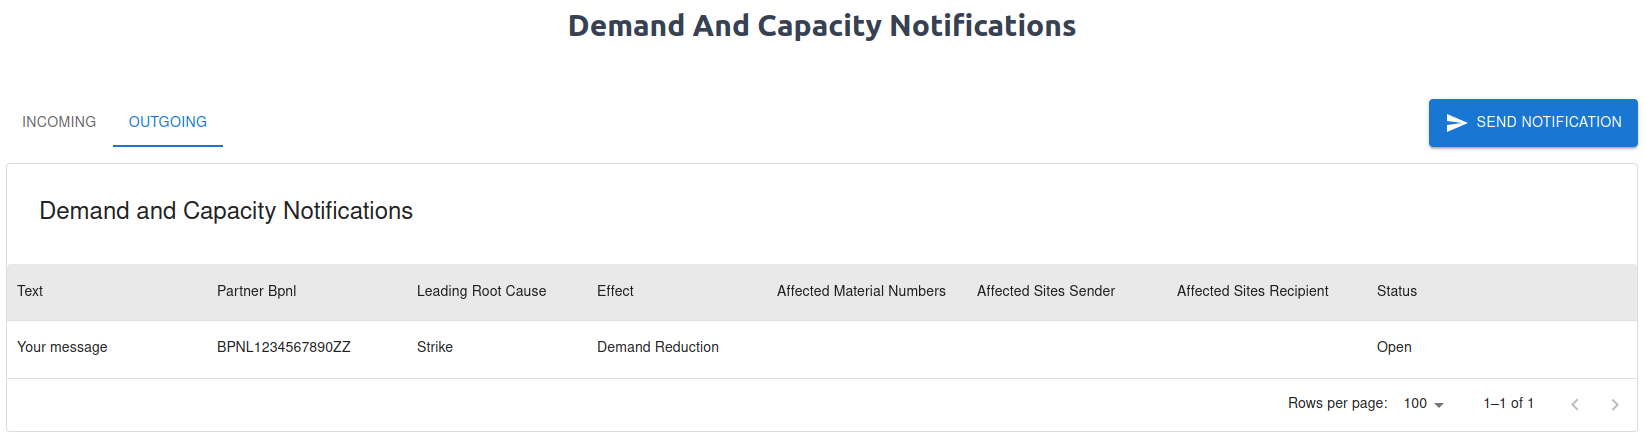 Demand And Capacity Notifications
INCOMING OUTGOING SEND NOTIFICATION
Demand and Capacity Notifications
Text Partner Bpnl Leading Root Cause Effect Affected Material Numbers Affected Sites Sender Affected Sites Recipient Status
Your message BPNL1234567890ZZ Strike Demand Reduction Open
Rows per page: 100 1–1 of 1